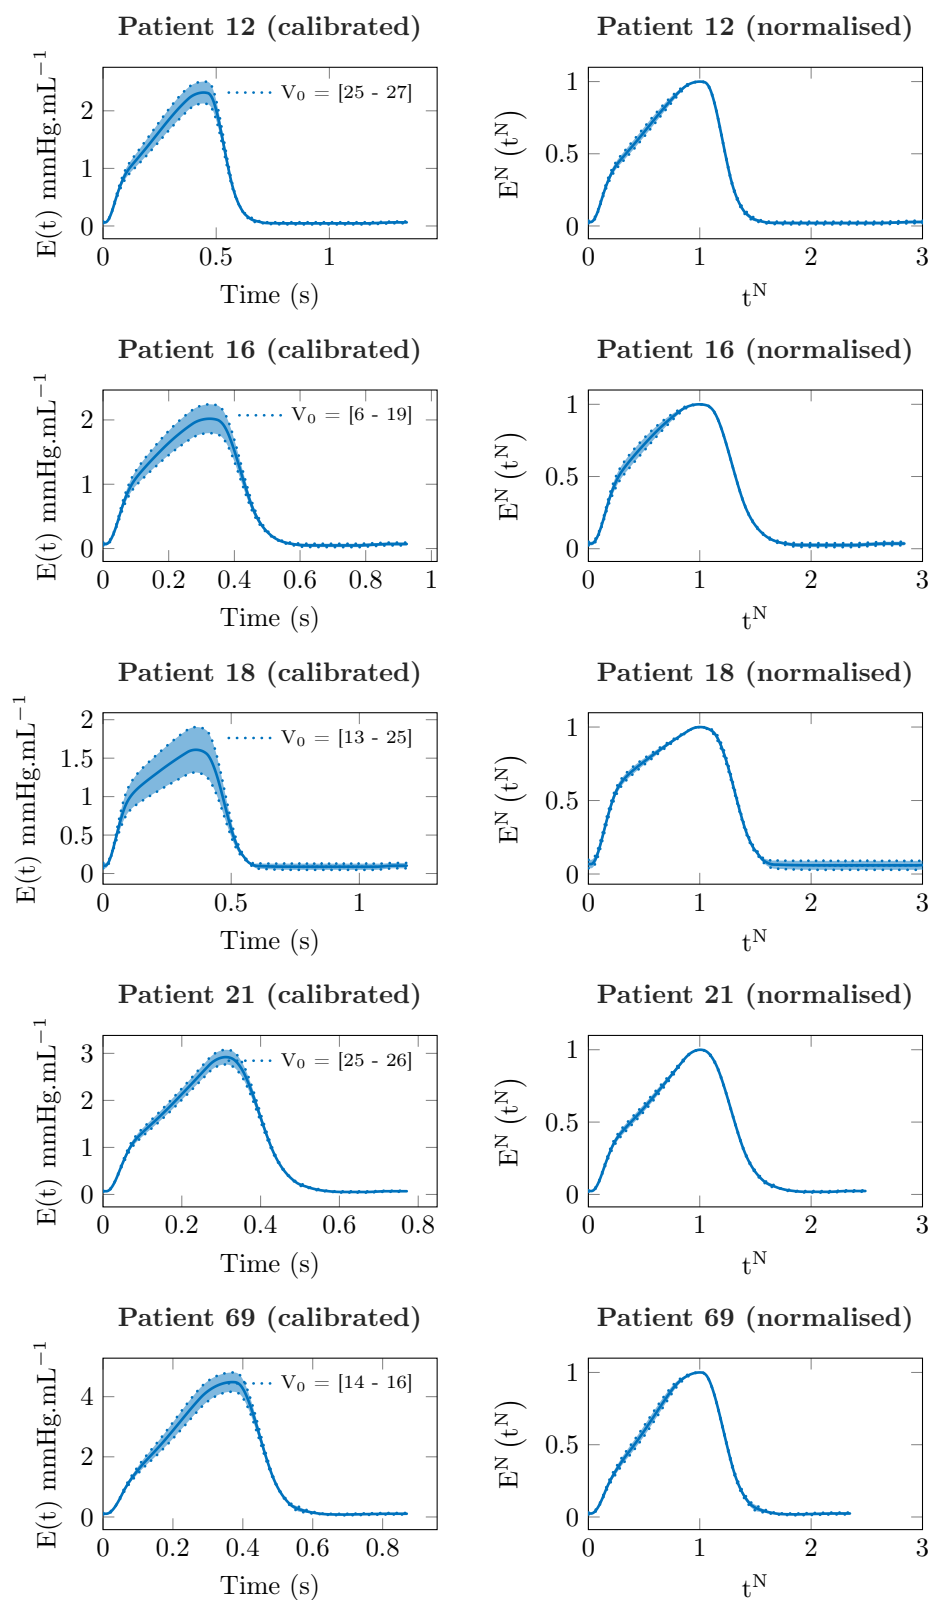 Patient 12 (calibrated)
Patient 12 (normalised)
E(t) mmHg.mL⁻¹
2
1
0
V₀ = [25 - 27]
0 0.5 1
Time (s)
Eᴺ (tᴺ)
1
0.5
0
0 1 2 3
tᴺ
Patient 16 (calibrated)
Patient 16 (normalised)
E(t) mmHg.mL⁻¹
2
1
0
V₀ = [6 - 19]
0 0.2 0.4 0.6 0.8 1
Time (s)
Eᴺ (tᴺ)
1
0.5
0
0 1 2 3
tᴺ
Patient 18 (calibrated)
Patient 18 (normalised)
E(t) mmHg.mL⁻¹
2
1.5
1
0.5
0
V₀ = [13 - 25]
0 0.5 1
Time (s)
Eᴺ (tᴺ)
1
0.5
0
0 1 2 3
tᴺ
Patient 21 (calibrated)
Patient 21 (normalised)
E(t) mmHg.mL⁻¹
3
2
1
0
V₀ = [25 - 26]
0 0.2 0.4 0.6 0.8
Time (s)
Eᴺ (tᴺ)
1
0.5
0
0 1 2 3
tᴺ
Patient 69 (calibrated)
Patient 69 (normalised)
E(t) mmHg.mL⁻¹
4
2
0
V₀ = [14 - 16]
0 0.2 0.4 0.6 0.8
Time (s)
Eᴺ (tᴺ)
1
0.5
0
0 1 2 3
tᴺ